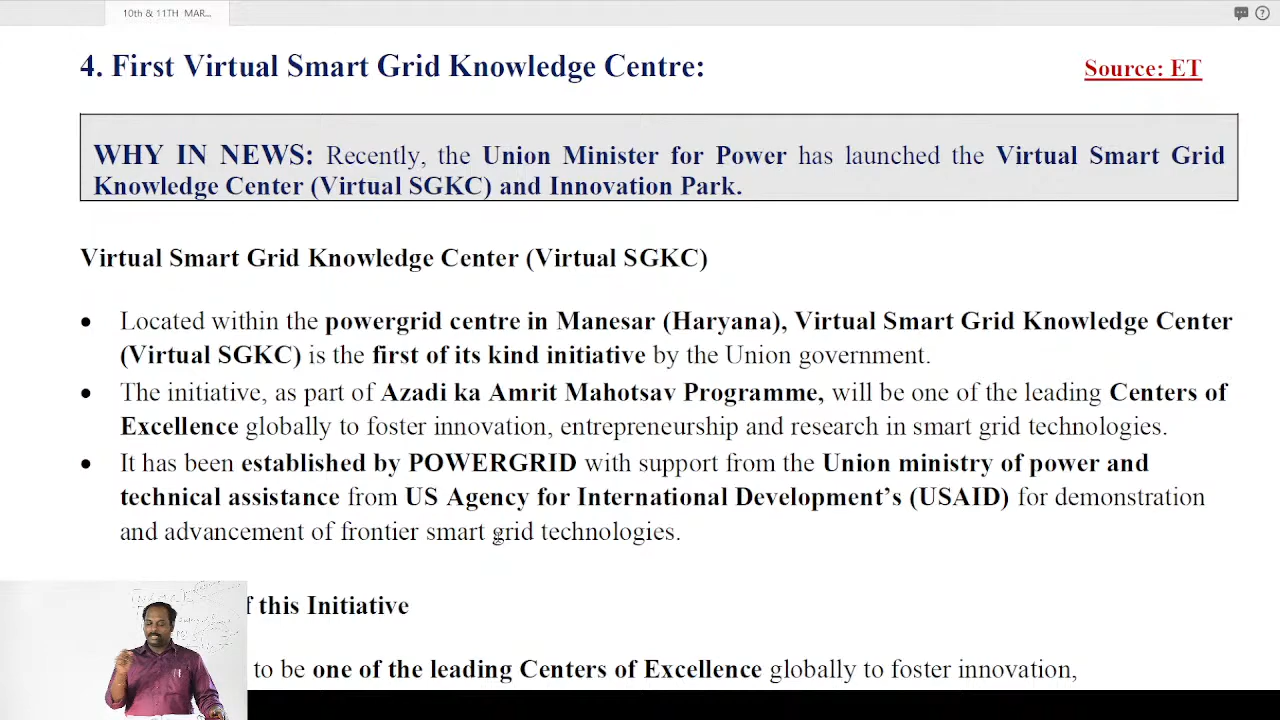 10th & 11TH MAR...
4. First Virtual Smart Grid Knowledge Centre:
Source: ET
WHY IN NEWS: Recently, the Union Minister for Power has launched the Virtual Smart Grid
Knowledge Center (Virtual SGKC) and Innovation Park.
Virtual Smart Grid Knowledge Center (Virtual SGKC)
• Located within the powergrid centre in Manesar (Haryana), Virtual Smart Grid Knowledge Center
(Virtual SGKC) is the first of its kind initiative by the Union government.
• The initiative, as part of Azadi ka Amrit Mahotsav Programme, will be one of the leading Centers of
Excellence globally to foster innovation, entrepreneurship and research in smart grid technologies.
• It has been established by POWERGRID with support from the Union ministry of power and
technical assistance from US Agency for International Development's (USAID) for demonstration
and advancement of frontier smart grid technologies.
f this Initiative
to be one of the leading Centers of Excellence globally to foster innovation,